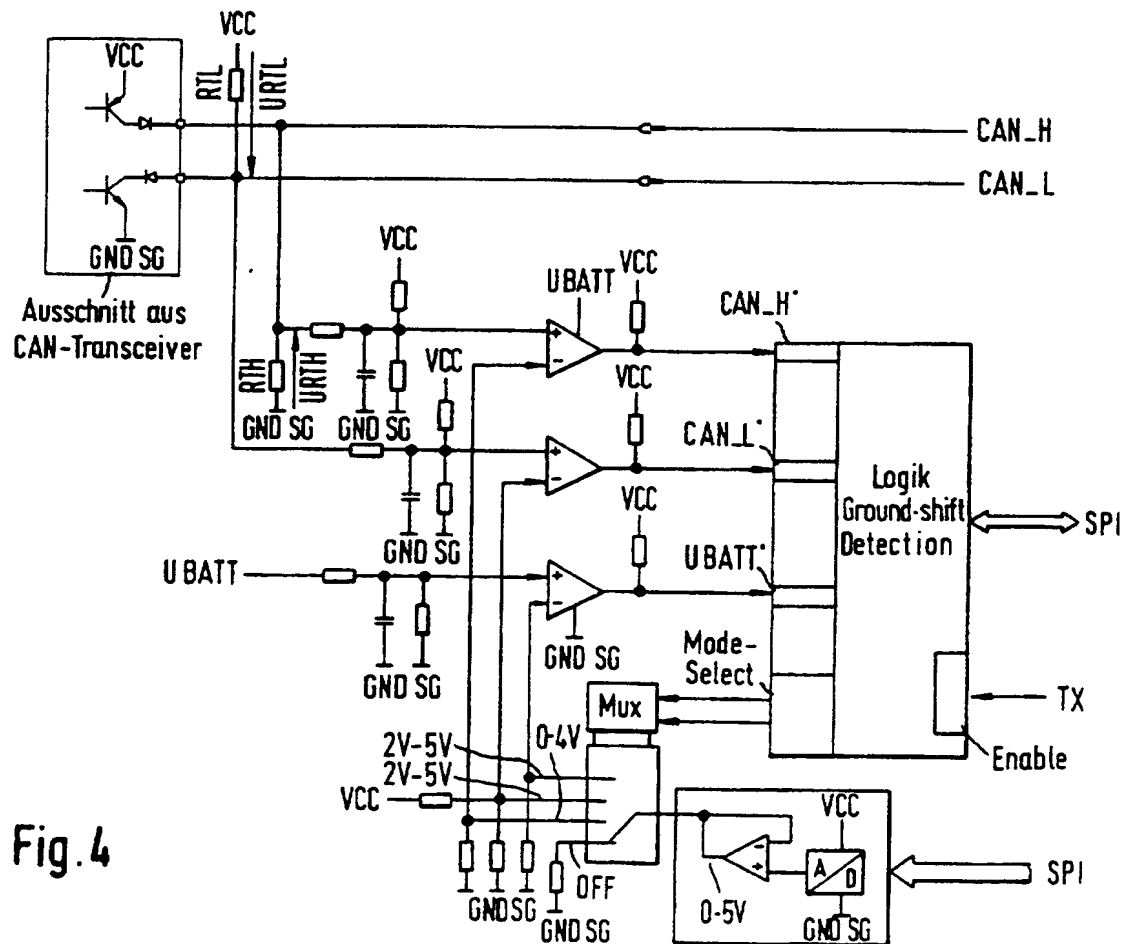 VCC
VCC
RTL
URTL
CAN_H
CAN_L
GND SG
Ausschnitt aus
CAN-Transceiver
VCC
UBATT
VCC
CAN_H*
RTH
URTH
VCC
GND SG
GND SG
VCC
CAN_L*
Logik
Ground-shift
Detection
SPI
GND SG
VCC
UBATT
UBATT*
GND SG
GND SG
Mode-
Select
Mux
TX
Enable
0-4V
2V-5V
2V-5V
VCC
VCC
A
D
SPI
OFF
0-5V
GND SG
GND SG
GND SG
Fig.4